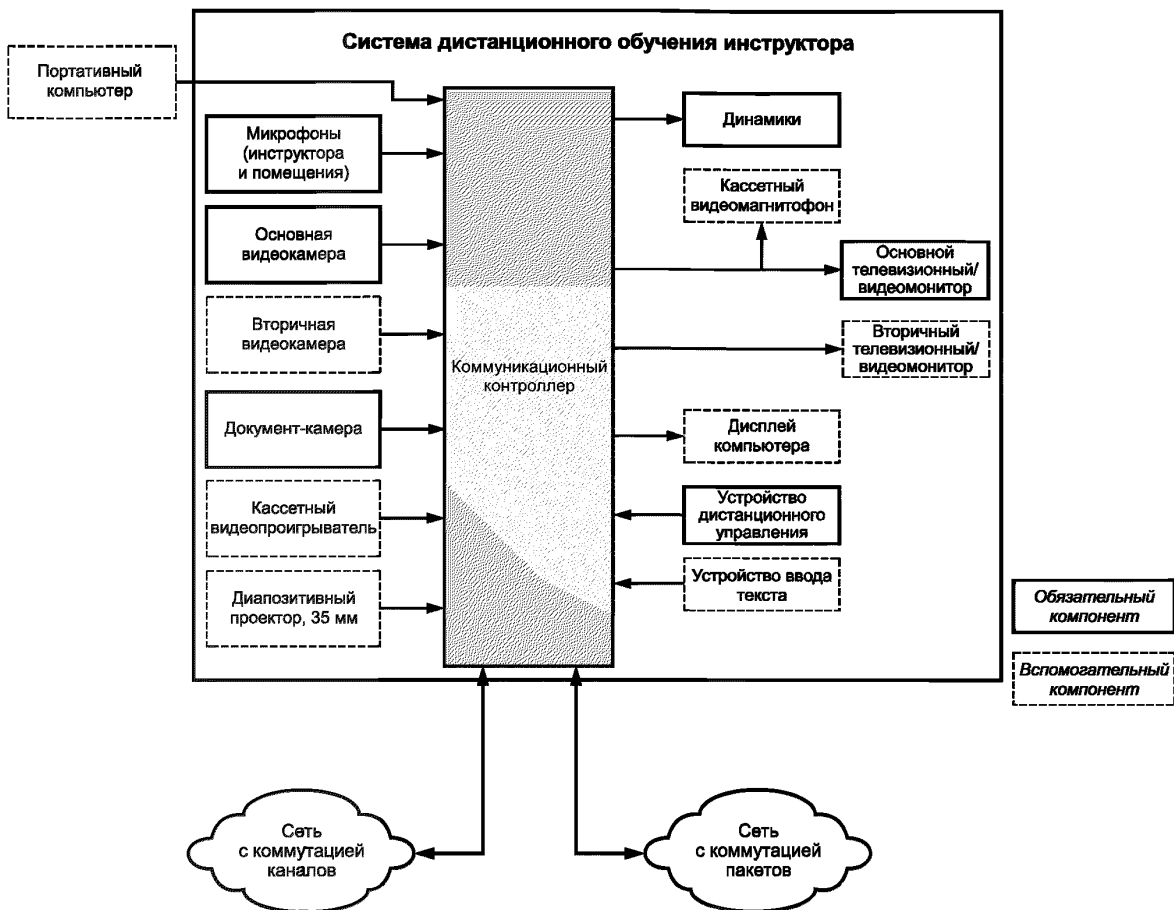 Система дистанционного обучения инструктора
Портативный
компьютер
Микрофоны
(инструктора
и помещения)
Основная
видеокамера
Вторичная
видеокамера
Документ-камера
Кассетный
видеопроигрыватель
Диапозитивный
проектор, 35 мм
Коммуникационный
контроллер
Динамики
Кассетный
видеомагнитофон
Основной
телевизионный/
видеомонитор
Вторичный
телевизионный/
видеомонитор
Дисплей
компьютера
Устройство
дистанционного
управления
Устройство ввода
текста
Обязательный
компонент
Вспомогательный
компонент
Сеть
с коммутацией
каналов
Сеть
с коммутацией
пакетов